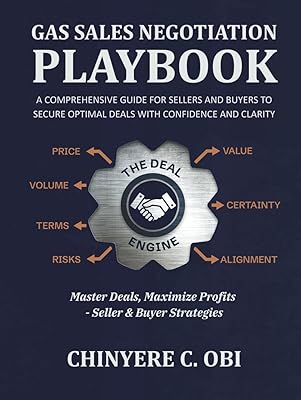 GAS SALES NEGOTIATION
PLAYBOOK
A COMPREHENSIVE GUIDE FOR SELLERS AND BUYERS TO
SECURE OPTIMAL DEALS WITH CONFIDENCE AND CLARITY
PRICE
VALUE
THE DEAL
VOLUME
CERTAINTY
TERMS
RISKS
ENGINE
ALIGNMENT
Master Deals, Maximize Profits
- Seller & Buyer Strategies
CHINYERE C. OBI